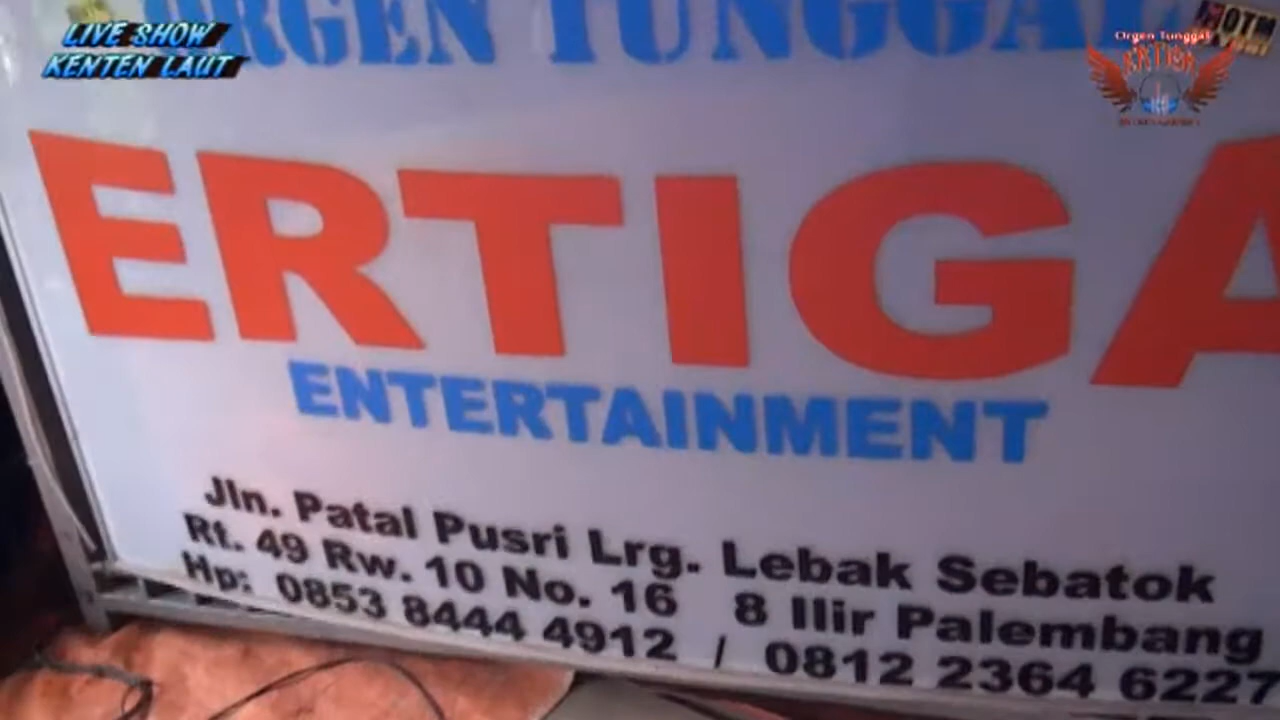 LIVE SHOW
KENTEN LAUT
ORGEN TUNGGAL
Orgen Tunggal
ERTIGA
ERTIGA
ENTERTAINMENT
Jln. Patal Pusri Lrg. Lebak Sebatok
Rt. 49 Rw. 10 No. 16 8 Ilir Palembang
Hp: 0853 8444 4912 / 0812 2364 6227